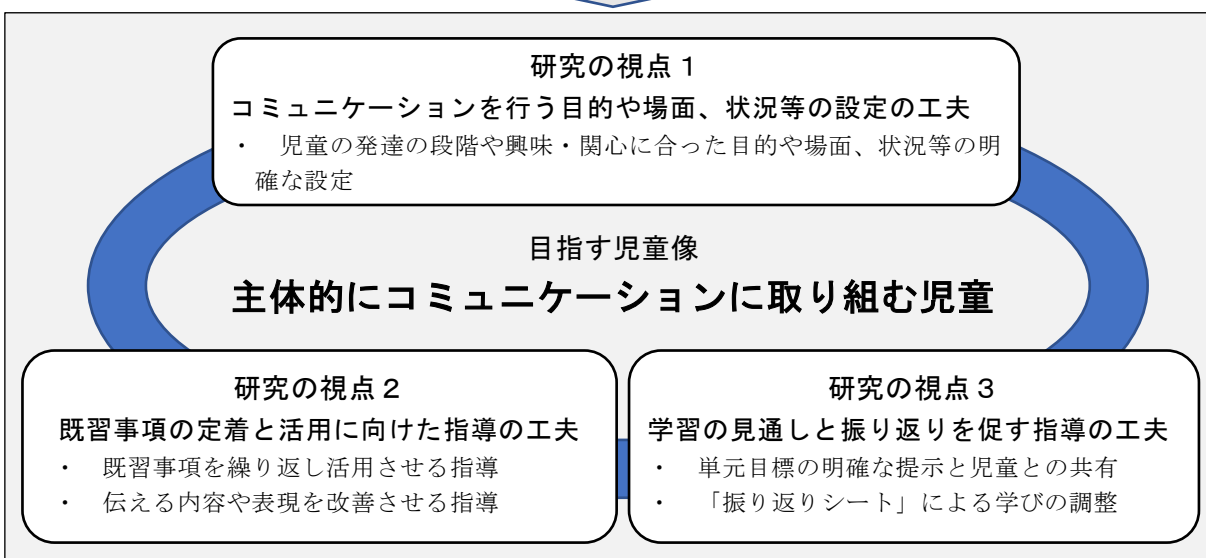 研究の視点１
コミュニケーションを行う目的や場面、状況等の設定の工夫
・　児童の発達の段階や興味・関心に合った目的や場面、状況等の明
確な設定
目指す児童像
主体的にコミュニケーションに取り組む児童
研究の視点２
既習事項の定着と活用に向けた指導の工夫
・　既習事項を繰り返し活用させる指導
・　伝える内容や表現を改善させる指導
研究の視点３
学習の見通しと振り返りを促す指導の工夫
・　単元目標の明確な提示と児童との共有
・　「振り返りシート」による学びの調整